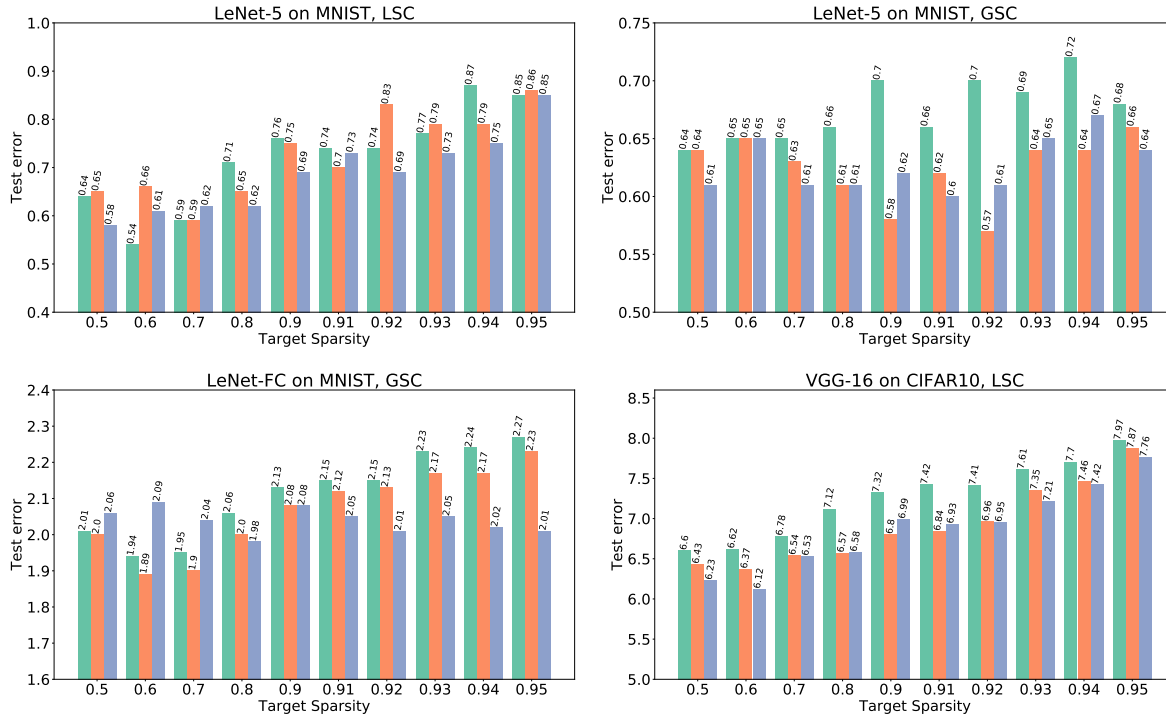 LeNet-5 on MNIST, LSC
Test error
1.0
0.9
0.8
0.7
0.6
0.5
0.4
0.64 0.65 0.58 0.54 0.66 0.61 0.59 0.59 0.62 0.71 0.65 0.62 0.76 0.75 0.69 0.74 0.7 0.73 0.74 0.83 0.69 0.77 0.79 0.73 0.87 0.79 0.75 0.85 0.86 0.85
0.5 0.6 0.7 0.8 0.9 0.91 0.92 0.93 0.94 0.95
Target Sparsity
LeNet-5 on MNIST, GSC
Test error
0.75
0.70
0.65
0.60
0.55
0.50
0.64 0.64 0.61 0.65 0.65 0.65 0.65 0.63 0.61 0.66 0.61 0.61 0.7 0.58 0.62 0.66 0.62 0.6 0.7 0.57 0.61 0.69 0.64 0.65 0.72 0.64 0.67 0.68 0.66 0.64
0.5 0.6 0.7 0.8 0.9 0.91 0.92 0.93 0.94 0.95
Target Sparsity
LeNet-FC on MNIST, GSC
Test error
2.4
2.3
2.2
2.1
2.0
1.9
1.8
1.7
1.6
2.01 2.0 2.06 1.94 1.89 2.09 1.95 1.9 2.04 2.06 2.0 1.98 2.13 2.08 2.08 2.15 2.12 2.05 2.15 2.13 2.01 2.23 2.17 2.05 2.24 2.17 2.02 2.27 2.23 2.01
0.5 0.6 0.7 0.8 0.9 0.91 0.92 0.93 0.94 0.95
Target Sparsity
VGG-16 on CIFAR10, LSC
Test error
8.5
8.0
7.5
7.0
6.5
6.0
5.5
5.0
6.6 6.43 6.23 6.62 6.37 6.12 6.78 6.54 6.53 7.12 6.57 6.58 7.32 6.8 6.99 7.42 6.84 6.93 7.41 6.96 6.95 7.61 7.35 7.21 7.7 7.46 7.42 7.97 7.87 7.76
0.5 0.6 0.7 0.8 0.9 0.91 0.92 0.93 0.94 0.95
Target Sparsity